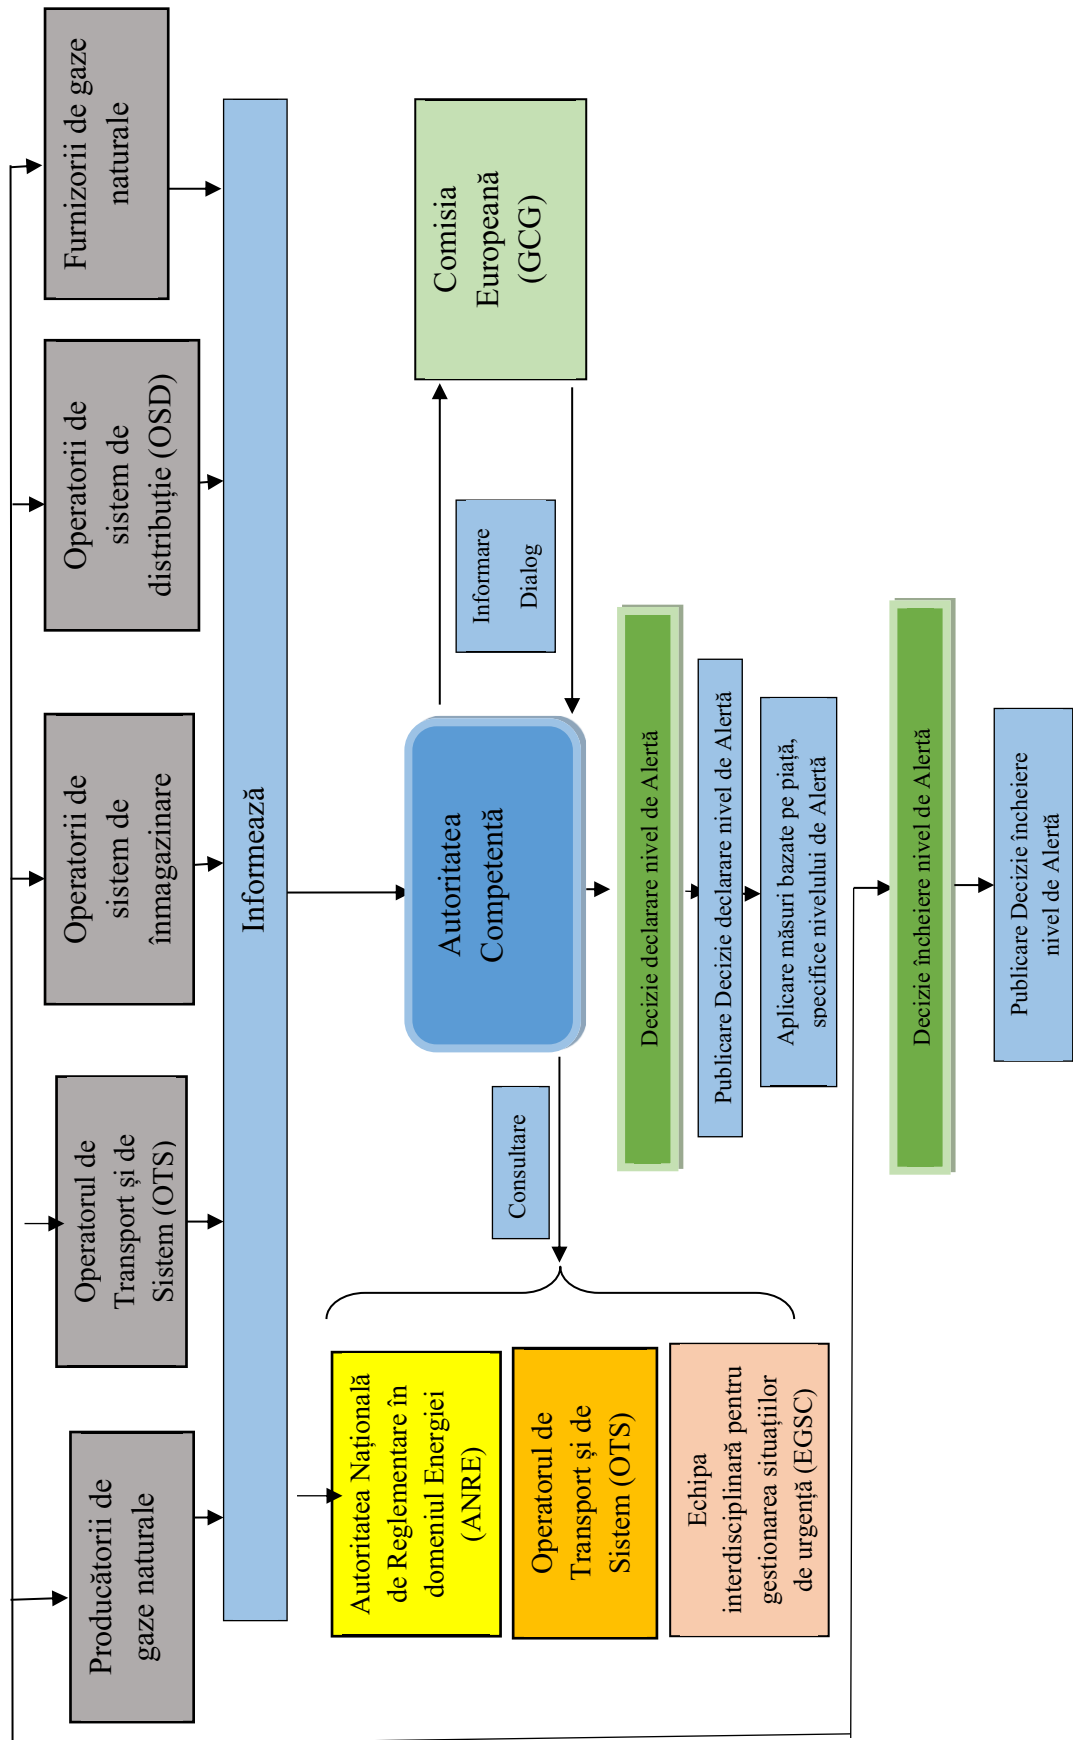 Producătorii de
gaze naturale
Operatorul de
Transport și de
Sistem (OTS)
Operatorii de
sistem de
înmagazinare
Operatorii de
sistem de
distribuție (OSD)
Furnizorii de gaze
naturale
Informează
Autoritatea Națională
de Reglementare în
domeniul Energiei
(ANRE)
Operatorul de
Transport și de
Sistem (OTS)
Echipa
interdisciplinară pentru
gestionarea situațiilor
de urgență (EGSC)
Consultare
Autoritatea
Competentă
Informare
Dialog
Comisia
Europeană
(GCG)
Decizie declarare nivel de Alertă
Publicare Decizie declarare nivel de Alertă
Aplicare măsuri bazate pe piață,
specifice nivelului de Alertă
Decizie încheiere nivel de Alertă
Publicare Decizie încheiere
nivel de Alertă